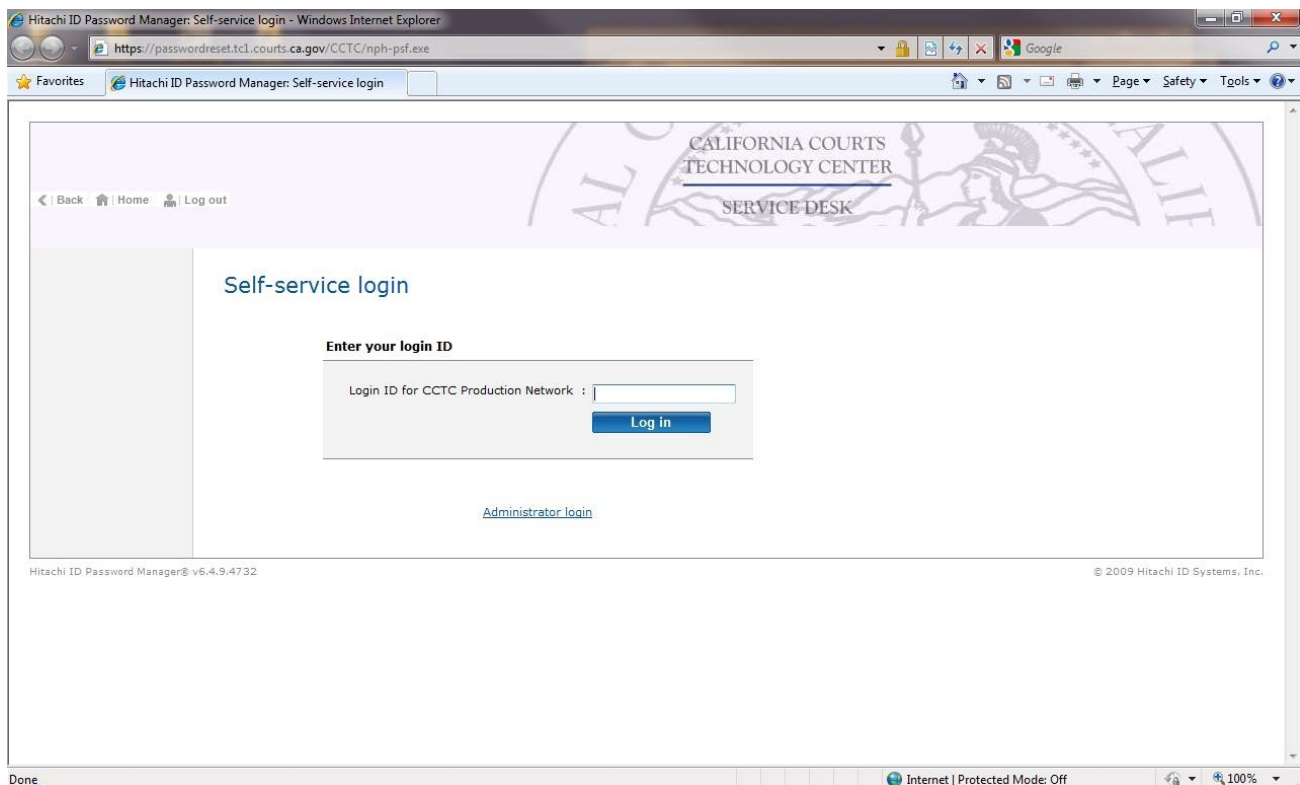 Hitachi ID Password Manager: Self-service login - Windows Internet Explorer
https://passwordreset.tc1.courts.ca.gov/CCTC/nph-psf.exe
Google
Favorites
Hitachi ID Password Manager: Self-service login
Page
Safety
Tools
CALIFORNIA COURTS
TECHNOLOGY CENTER
SERVICE DESK
Back | Home | Log out
Self-service login
Enter your login ID
Login ID for CCTC Production Network :
Log in
Administrator login
Hitachi ID Password Manager® v6.4.9.4732
© 2009 Hitachi ID Systems, Inc.
Done
Internet | Protected Mode: Off
100%